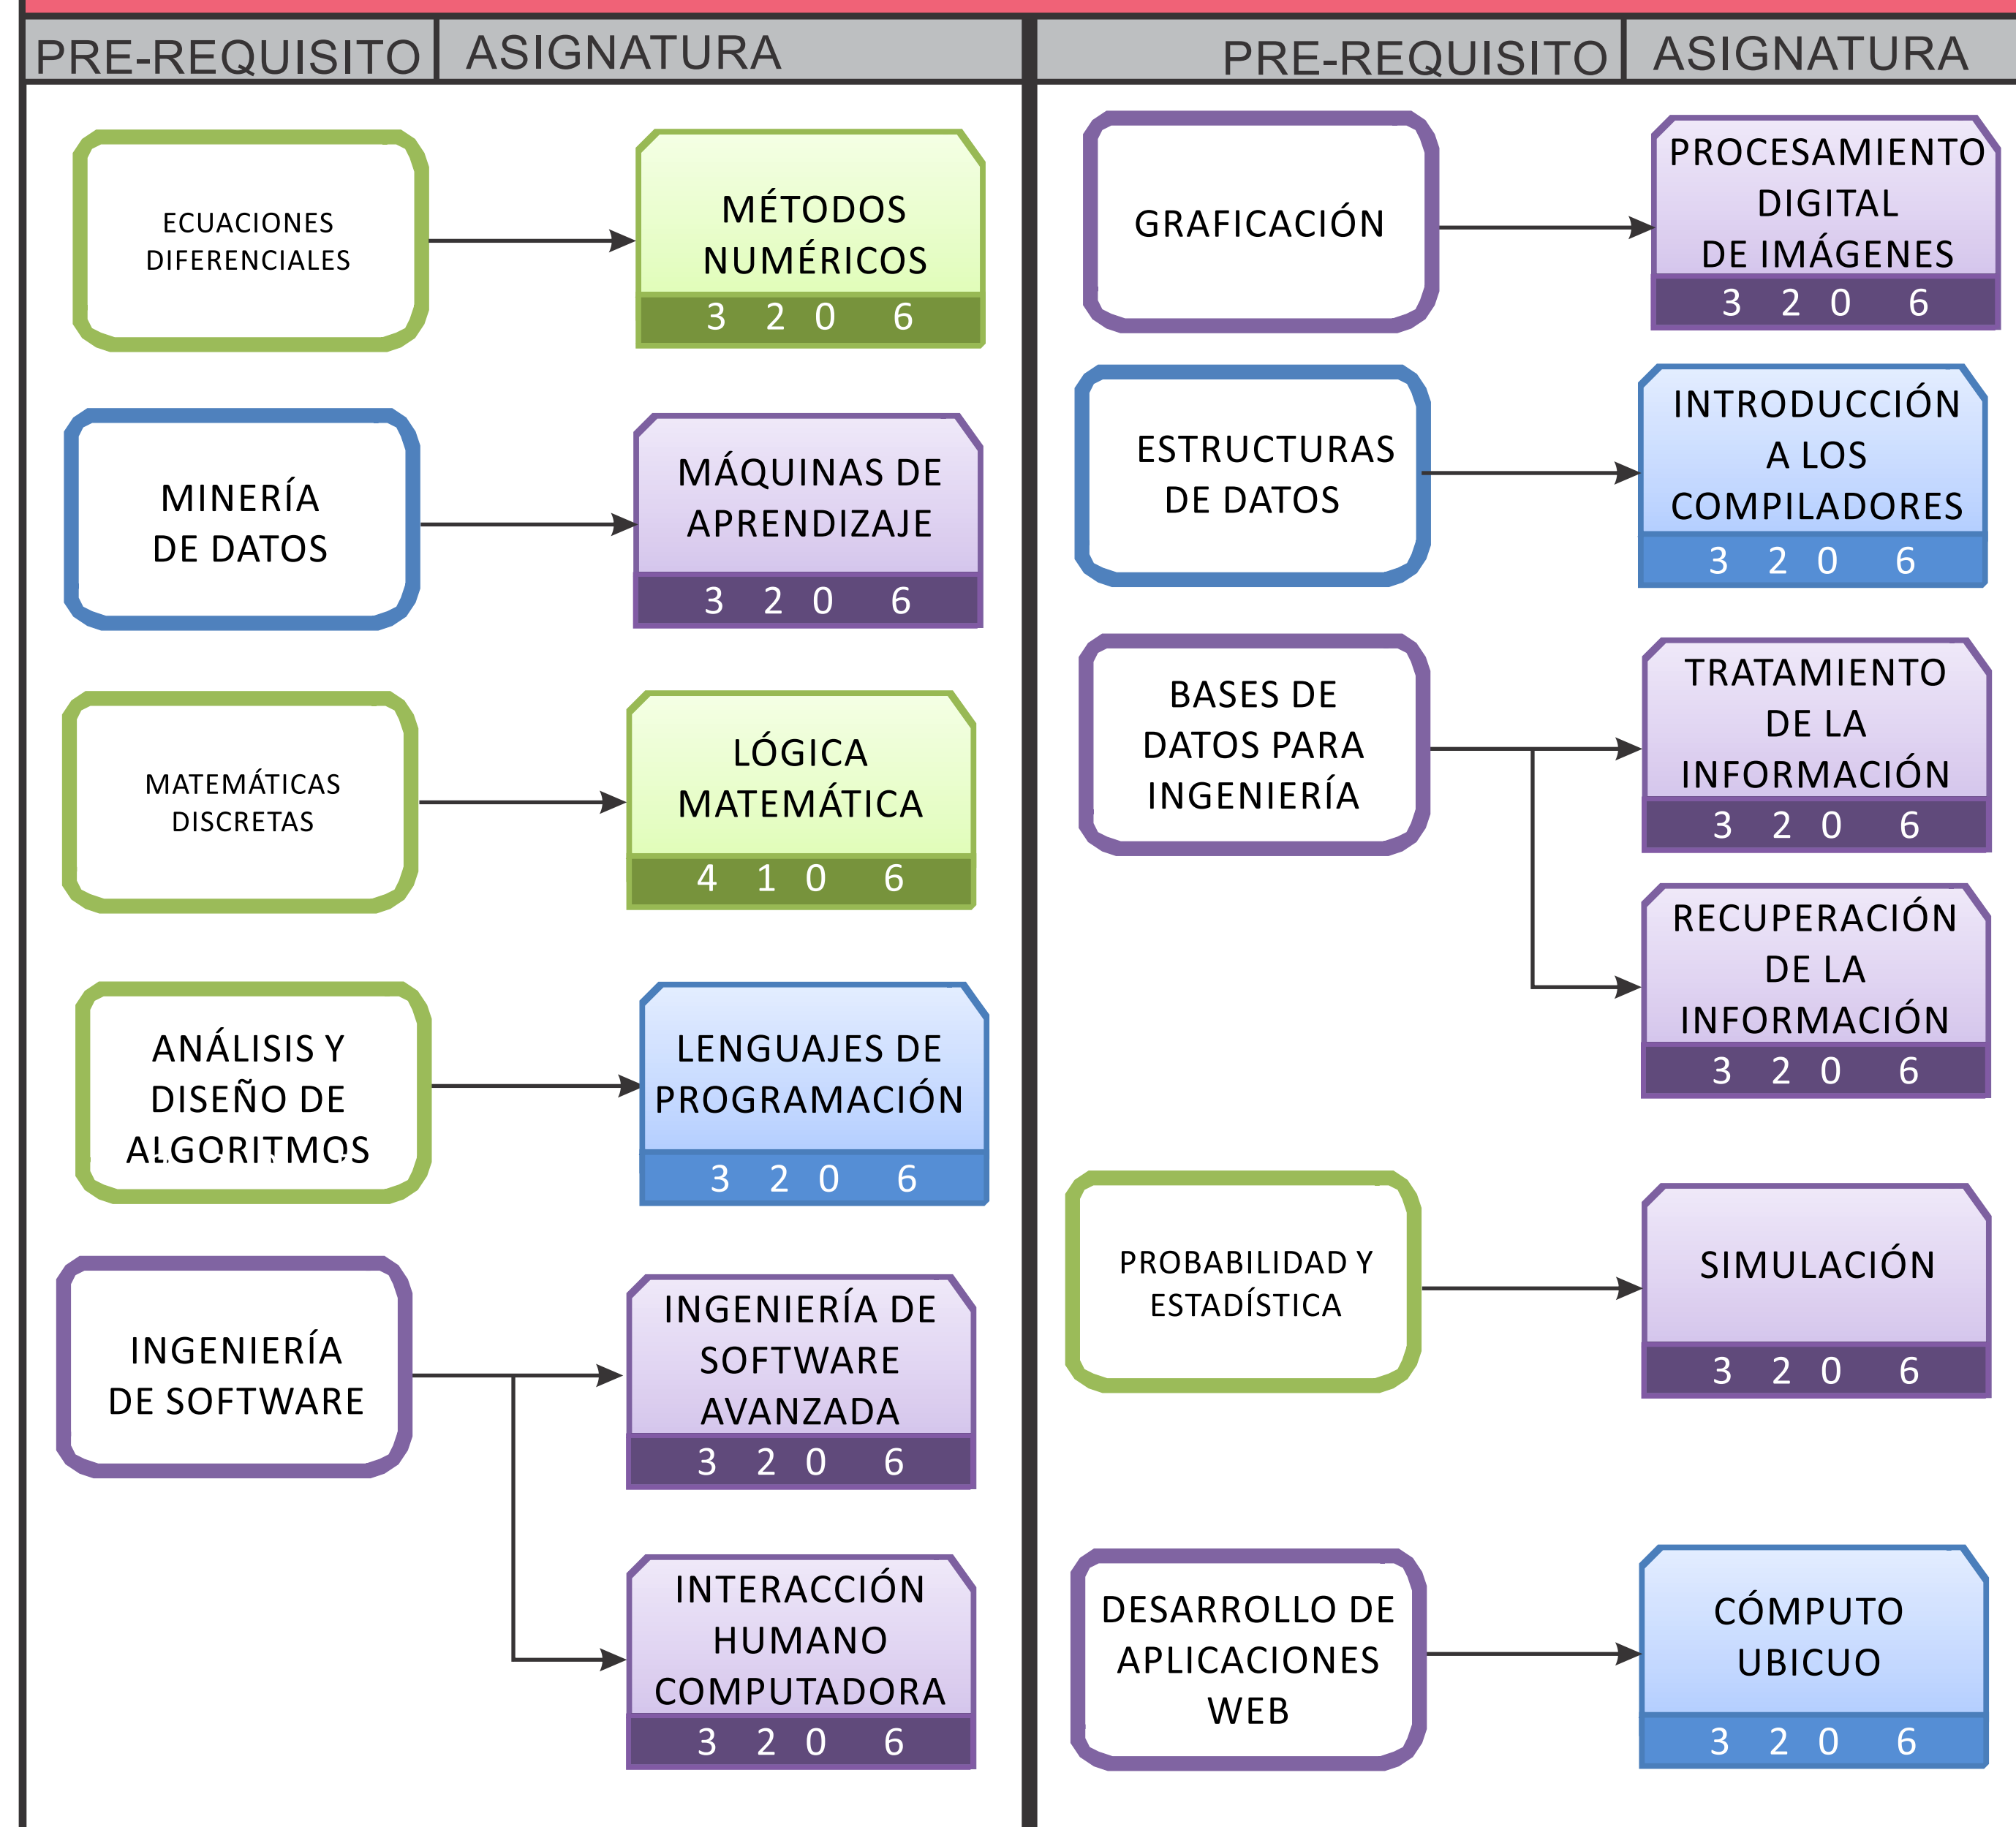 PRE-REQUISITO ASIGNATURA
ECUACIONES
DIFERENCIALES
MÉTODOS
NUMÉRICOS
3 2 0 6
MINERÍA
DE DATOS
MÁQUINAS DE
APRENDIZAJE
3 2 0 6
MATEMÁTICAS
DISCRETAS
LÓGICA
MATEMÁTICA
4 1 0 6
ANÁLISIS Y
DISEÑO DE
ALGORITMOS
LENGUAJES DE
PROGRAMACIÓN
3 2 0 6
INGENIERÍA
DE SOFTWARE
INGENIERÍA DE
SOFTWARE
AVANZADA
3 2 0 6
INTERACCIÓN
HUMANO
COMPUTADORA
3 2 0 6
PRE-REQUISITO ASIGNATURA
GRAFICACIÓN
PROCESAMIENTO
DIGITAL
DE IMÁGENES
3 2 0 6
ESTRUCTURAS
DE DATOS
INTRODUCCIÓN
A LOS
COMPILADORES
3 2 0 6
BASES DE
DATOS PARA
INGENIERÍA
TRATAMIENTO
DE LA
INFORMACIÓN
3 2 0 6
RECUPERACIÓN
DE LA
INFORMACIÓN
3 2 0 6
PROBABILIDAD Y
ESTADÍSTICA
SIMULACIÓN
3 2 0 6
DESARROLLO DE
APLICACIONES
WEB
CÓMPUTO
UBICUO
3 2 0 6